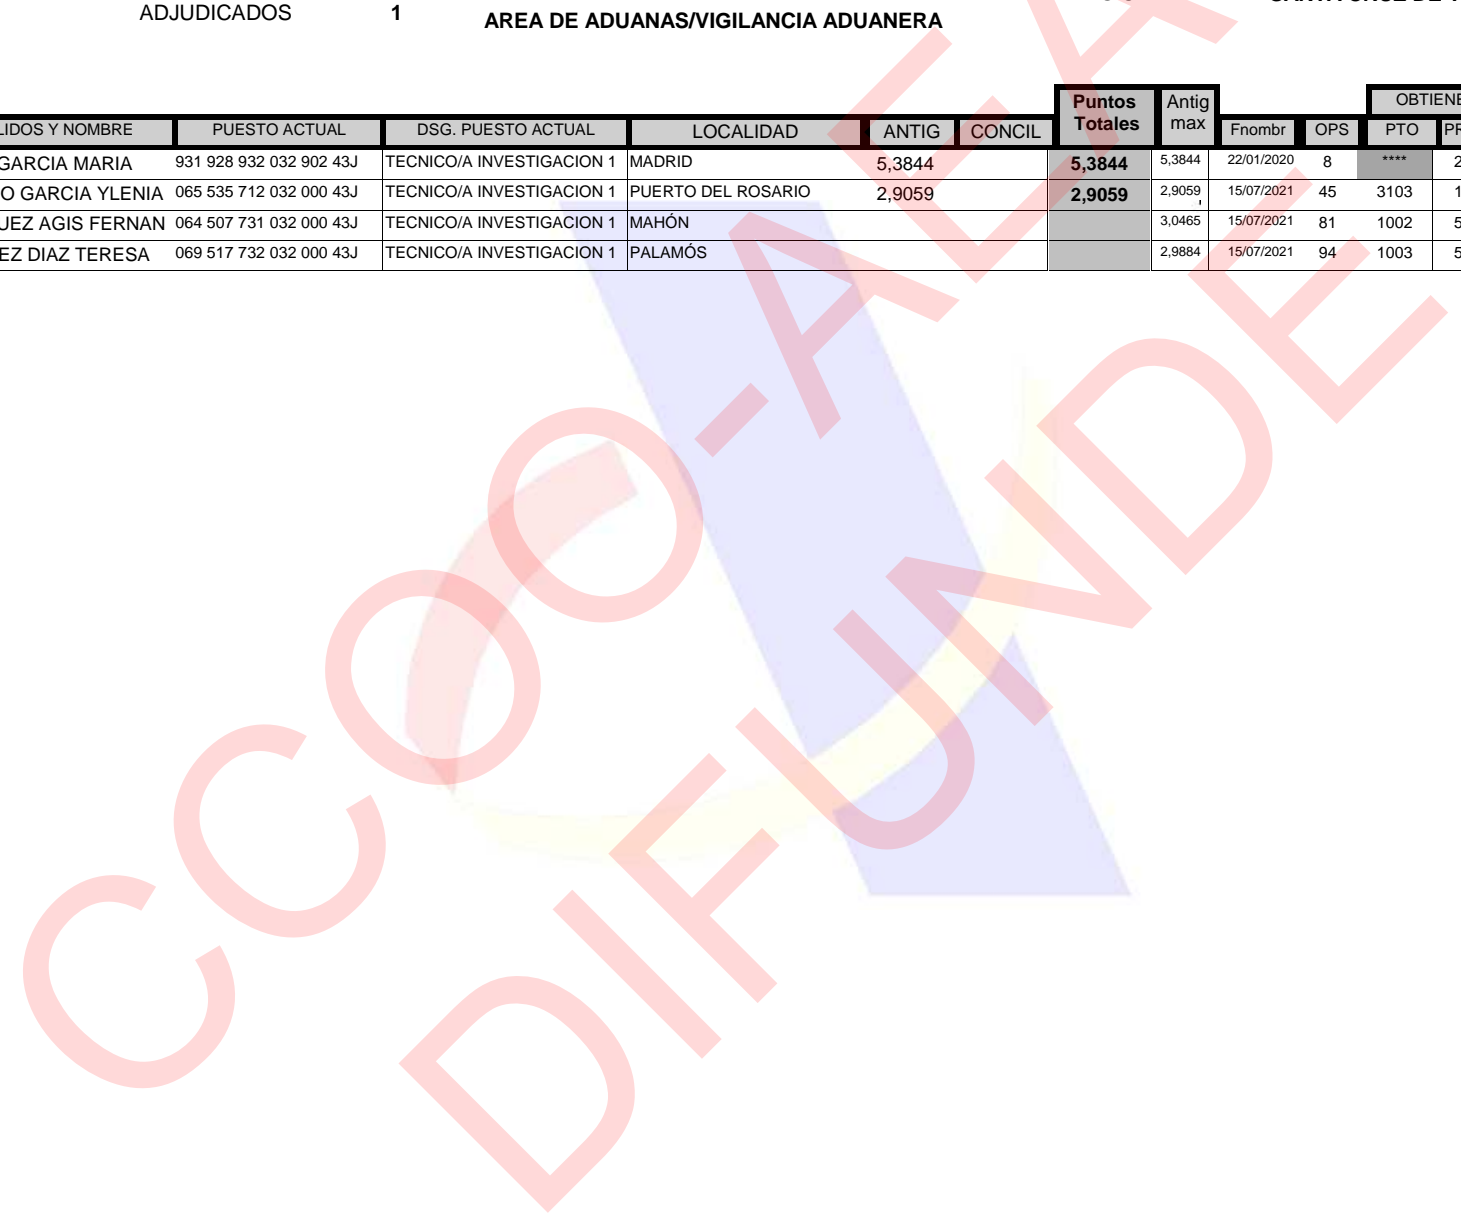 ADJUDICADOS 1
AREA DE ADUANAS/VIGILANCIA ADUANERA
Puntos Totales Antig max OBTIENE
LIDOS Y NOMBRE PUESTO ACTUAL DSG. PUESTO ACTUAL LOCALIDAD ANTIG CONCIL Fnombr OPS PTO PR
GARCIA MARIA 931 928 932 032 902 43J TECNICO/A INVESTIGACION 1 MADRID 5,3844 5,3844 5,3844 22/01/2020 8 **** 2
O GARCIA YLENIA 065 535 712 032 000 43J TECNICO/A INVESTIGACION 1 PUERTO DEL ROSARIO 2,9059 2,9059 2,9059 15/07/2021 45 3103 1
UEZ AGIS FERNAN 064 507 731 032 000 43J TECNICO/A INVESTIGACION 1 MAHÓN 3,0465 15/07/2021 81 1002 5
EZ DIAZ TERESA 069 517 732 032 000 43J TECNICO/A INVESTIGACION 1 PALAMÓS 2,9884 15/07/2021 94 1003 5
CCOO-AEA
DIFUNDE